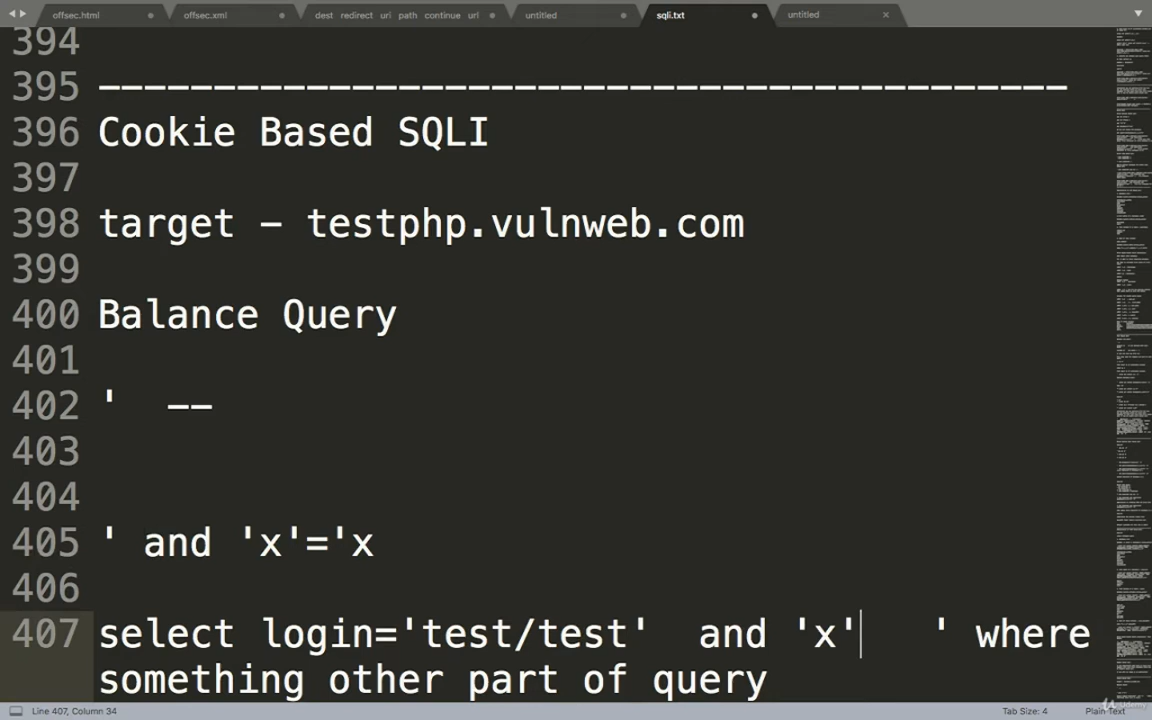 offsec.html offsec.xml dest redirect uri path continue url untitled sqli.txt untitled
394
395 -------------------------------------------
396 Cookie Based SQLI
397
398 target - testphp.vulnweb.com
399
400 Balance Query
401
402 '  --
403
404
405 ' and 'x'='x
406
407 select login='test/test'  and 'x'   ' where
something other part of query
Line 407, Column 34 Tab Size: 4 Plain Text
Udemy